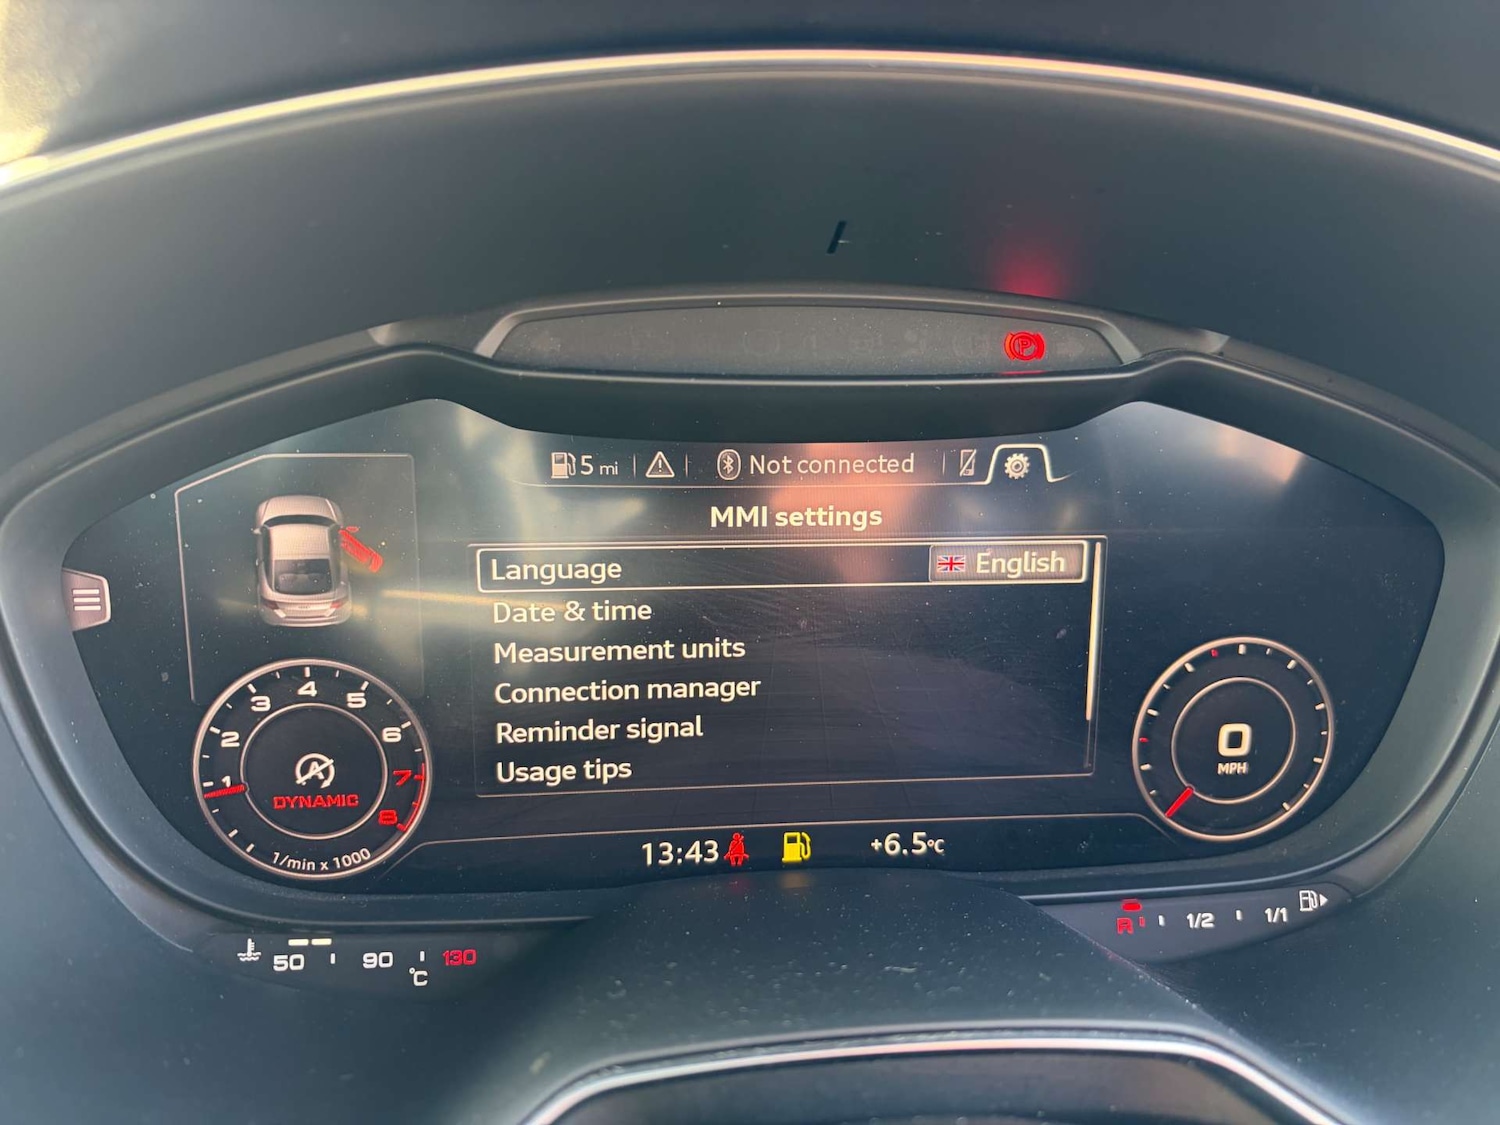 5 mi
Not connected
MMI settings
Language English
Date & time
Measurement units
Connection manager
Reminder signal
Usage tips
1 2 3 4 5 6 7 8
A
DYNAMIC
1/min x 1000
0
MPH
13:43
+6.5°C
P
50 90 130
°C
R 1/2 1/1